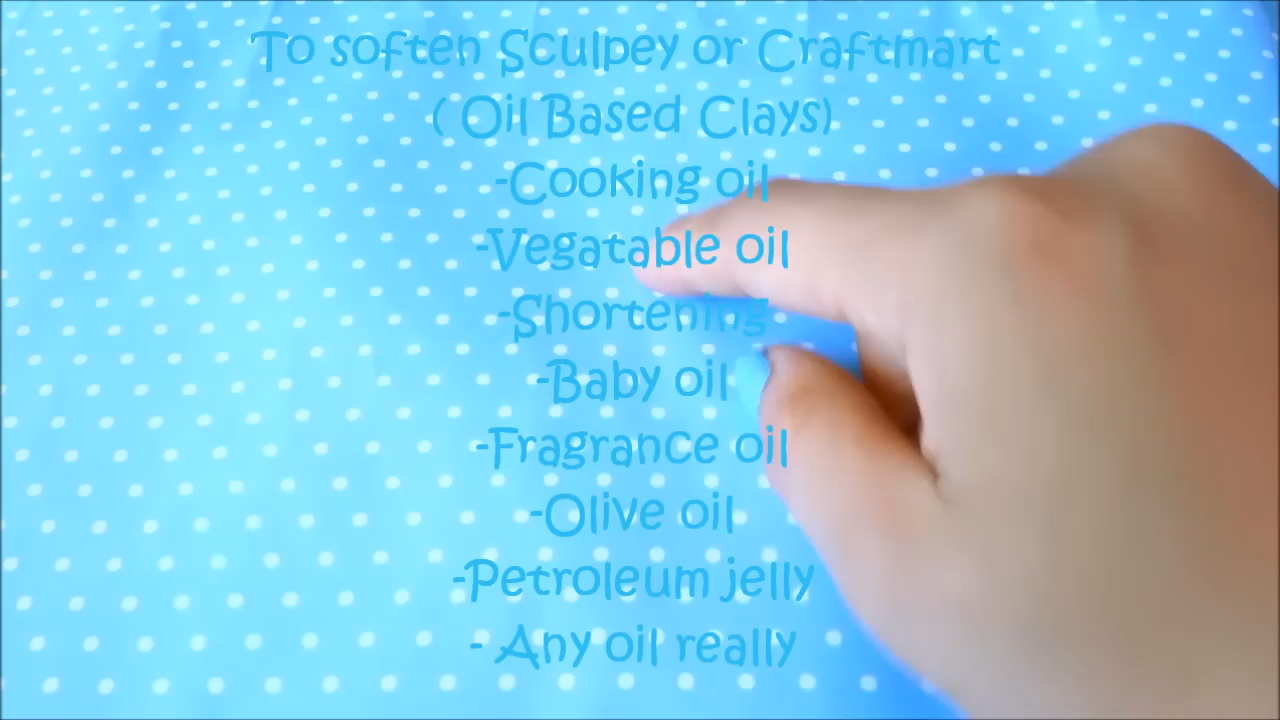 To soften Sculpey or Craftmart
( Oil Based Clays)
-Cooking oil
-Vegatable oil
-Shortening
-Baby oil
-Fragrance oil
-Olive oil
-Petroleum jelly
- Any oil really